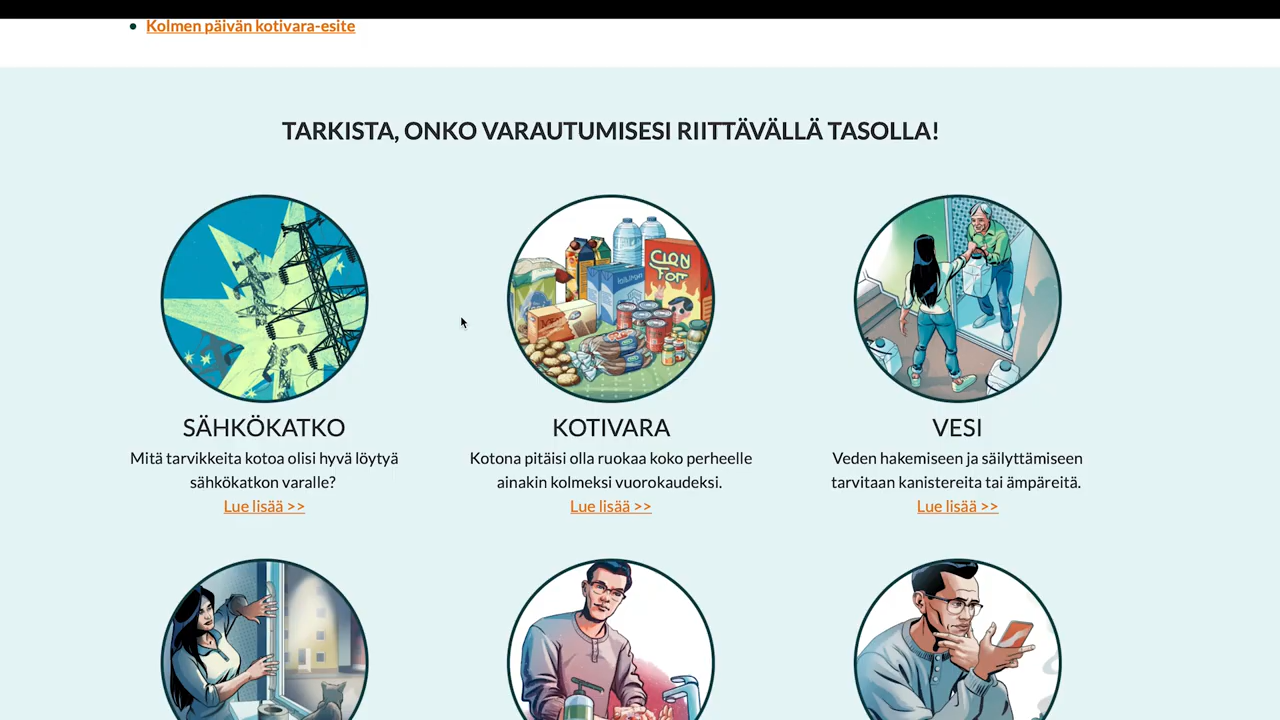 Kolmen päivän kotivara-esite
TARKISTA, ONKO VARAUTUMISESI RIITTÄVÄLLÄ TASOLLA!
SÄHKÖKATKO
Mitä tarvikkeita kotoa olisi hyvä löytyä
sähkökatkon varalle?
Lue lisää >>
KOTIVARA
Kotona pitäisi olla ruokaa koko perheelle
ainakin kolmeksi vuorokaudeksi.
Lue lisää >>
VESI
Veden hakemiseen ja säilyttämiseen
tarvitaan kanistereita tai ämpäreitä.
Lue lisää >>